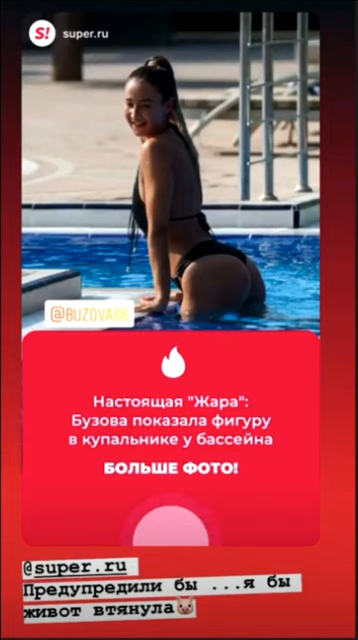 S! super.ru
@BUZOVA86
Настоящая "Жара":
Бузова показала фигуру
в купальнике у бассейна
БОЛЬШЕ ФОТО!
@super.ru
Предупредили бы ...я бы
живот втянула🐷